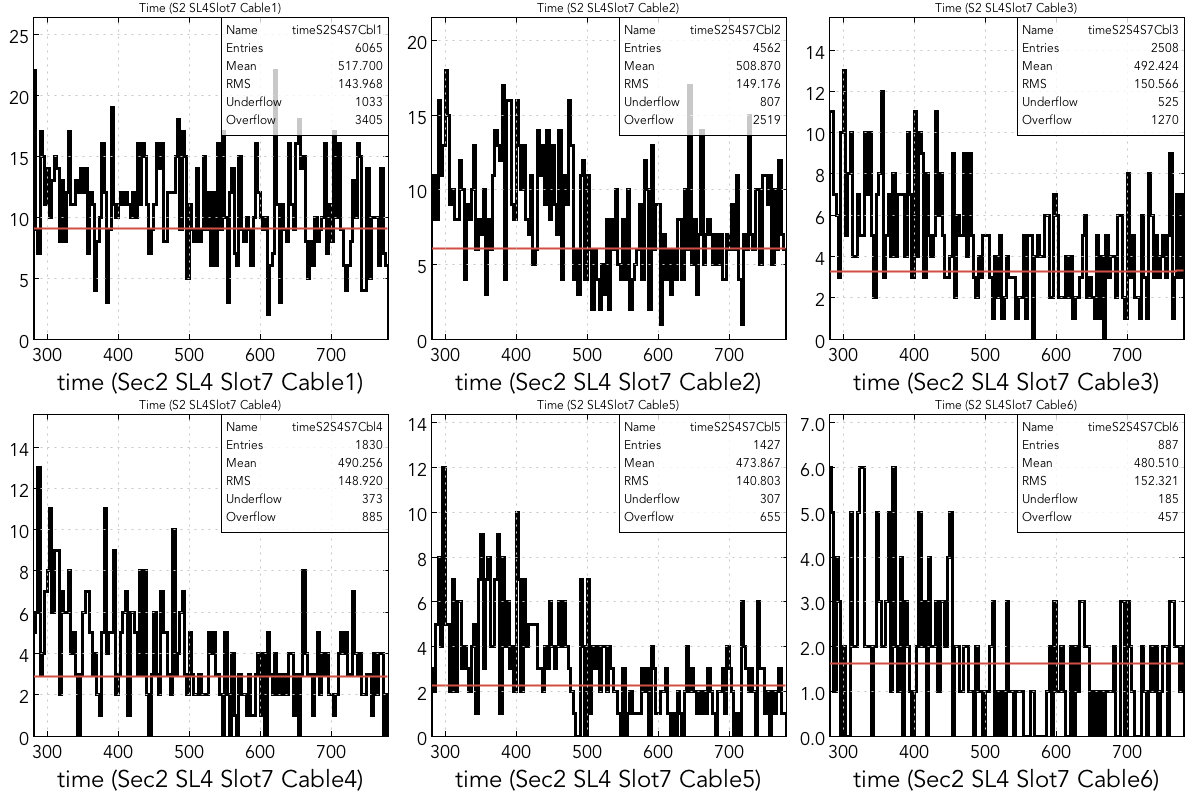 Time (S2 SL4Slot7 Cable1)
Name timeS2S4S7Cbl1
Entries 6065
Mean 517.700
RMS 143.968
Underflow 1033
Overflow 3405
25
20
15
10
5
0
300 400 500 600 700
time (Sec2 SL4 Slot7 Cable1)
Time (S2 SL4Slot7 Cable2)
Name timeS2S4S7Cbl2
Entries 4562
Mean 508.870
RMS 149.176
Underflow 807
Overflow 2519
20
15
10
5
0
300 400 500 600 700
time (Sec2 SL4 Slot7 Cable2)
Time (S2 SL4Slot7 Cable3)
Name timeS2S4S7Cbl3
Entries 2508
Mean 492.424
RMS 150.566
Underflow 525
Overflow 1270
14
12
10
8
6
4
2
0
300 400 500 600 700
time (Sec2 SL4 Slot7 Cable3)
Time (S2 SL4Slot7 Cable4)
Name timeS2S4S7Cbl4
Entries 1830
Mean 490.256
RMS 148.920
Underflow 373
Overflow 885
14
12
10
8
6
4
2
0
300 400 500 600 700
time (Sec2 SL4 Slot7 Cable4)
Time (S2 SL4Slot7 Cable5)
Name timeS2S4S7Cbl5
Entries 1427
Mean 473.867
RMS 140.803
Underflow 307
Overflow 655
14
12
10
8
6
4
2
0
300 400 500 600 700
time (Sec2 SL4 Slot7 Cable5)
Time (S2 SL4Slot7 Cable6)
Name timeS2S4S7Cbl6
Entries 887
Mean 480.510
RMS 152.321
Underflow 185
Overflow 457
7.0
6.0
5.0
4.0
3.0
2.0
1.0
0.0
300 400 500 600 700
time (Sec2 SL4 Slot7 Cable6)